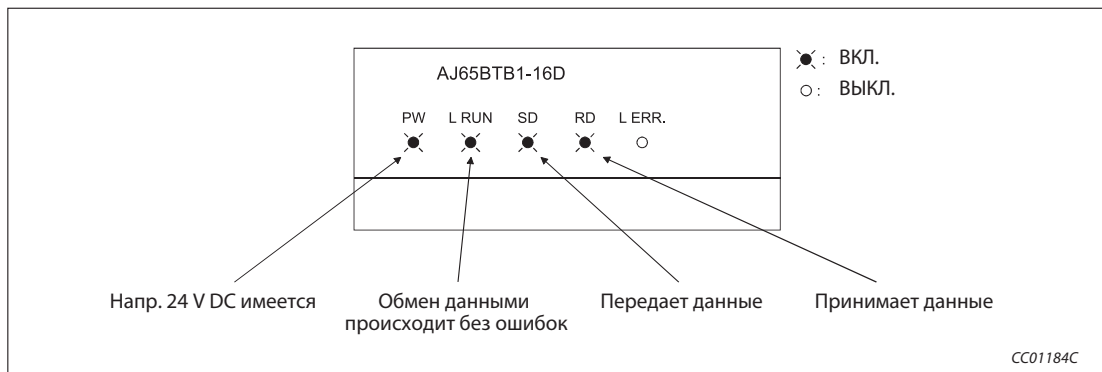 AJ65BTB1-16D
PW L RUN SD RD L ERR.
: ВКЛ.
: ВЫКЛ.
Напр. 24 V DC имеется
Обмен данными
происходит без ошибок
Передает данные
Принимает данные
CC01184C